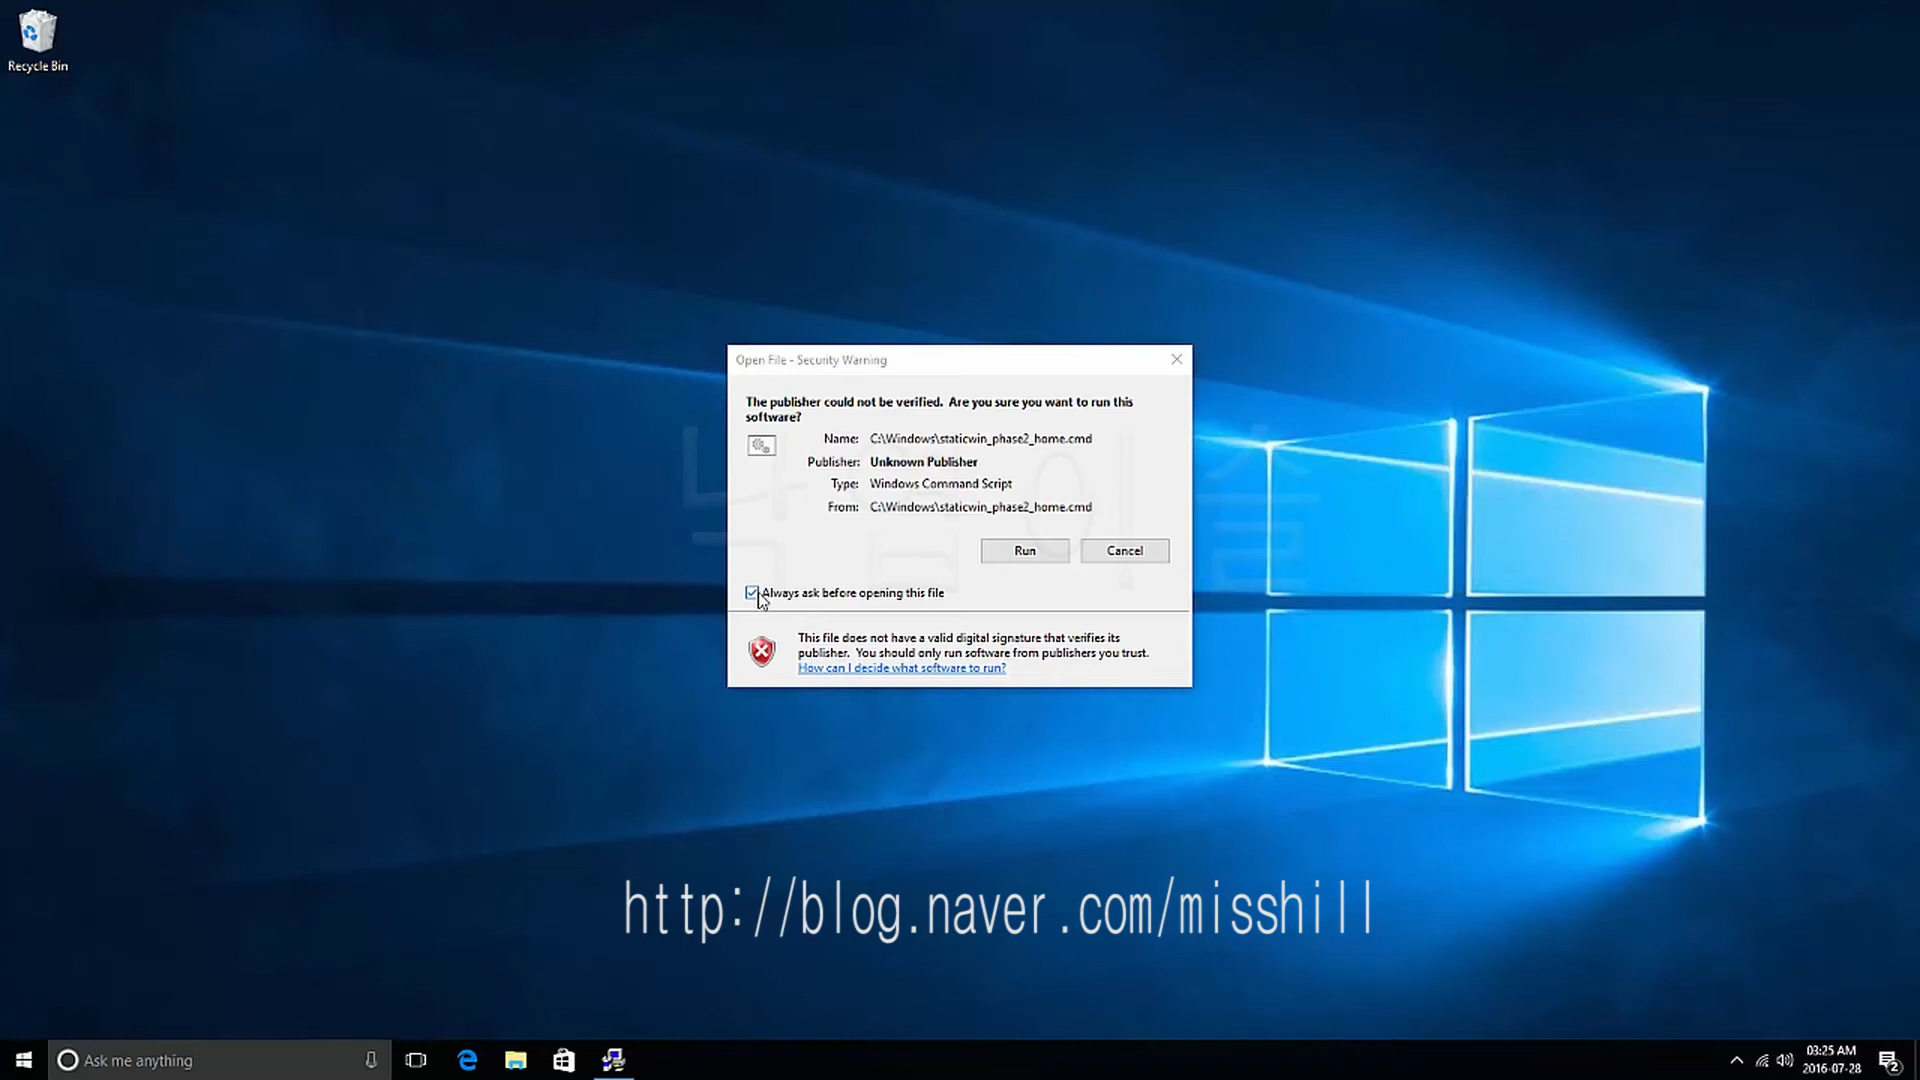 Recycle Bin
Open File - Security Warning
The publisher could not be verified. Are you sure you want to run this
software?
Name: C:\Windows\staticwin_phase2_home.cmd
Publisher: Unknown Publisher
Type: Windows Command Script
From: C:\Windows\staticwin_phase2_home.cmd
Run Cancel
Always ask before opening this file
This file does not have a valid digital signature that verifies its
publisher. You should only run software from publishers you trust.
How can I decide what software to run?
http://blog.naver.com/misshill
Ask me anything
03:25 AM
2016-07-28
2